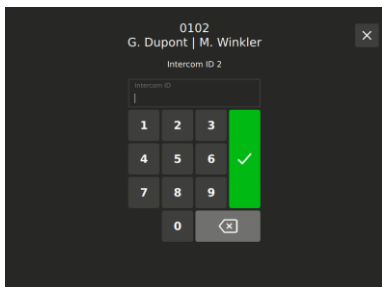 0102
G. Dupont | M. Winkler
Intercom ID 2
Intercom ID
1 2 3
4 5 6
7 8 9
0